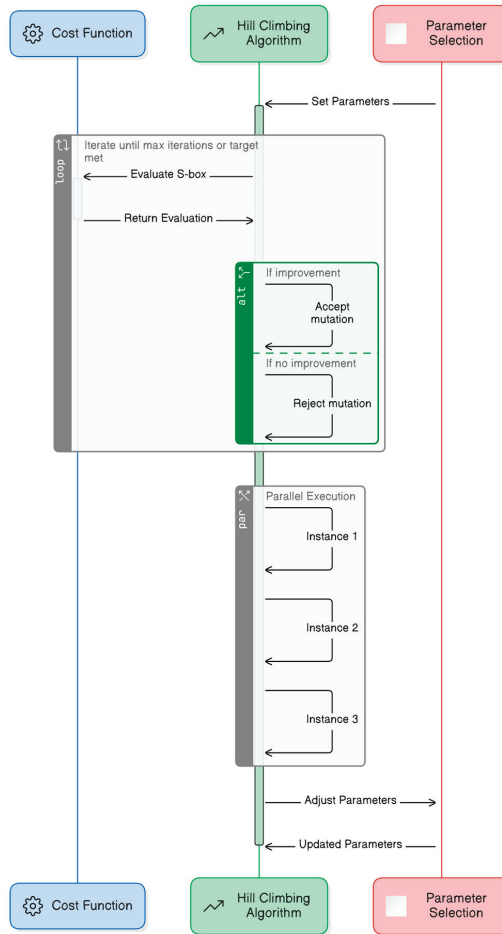 Cost Function
Hill Climbing
Algorithm
Parameter
Selection
Set Parameters
loop
Iterate until max iterations or target
met
Evaluate S-box
Return Evaluation
alt
If improvement
Accept
mutation
If no improvement
Reject mutation
par
Parallel Execution
Instance 1
Instance 2
Instance 3
Adjust Parameters
Updated Parameters
Cost Function
Hill Climbing
Algorithm
Parameter
Selection